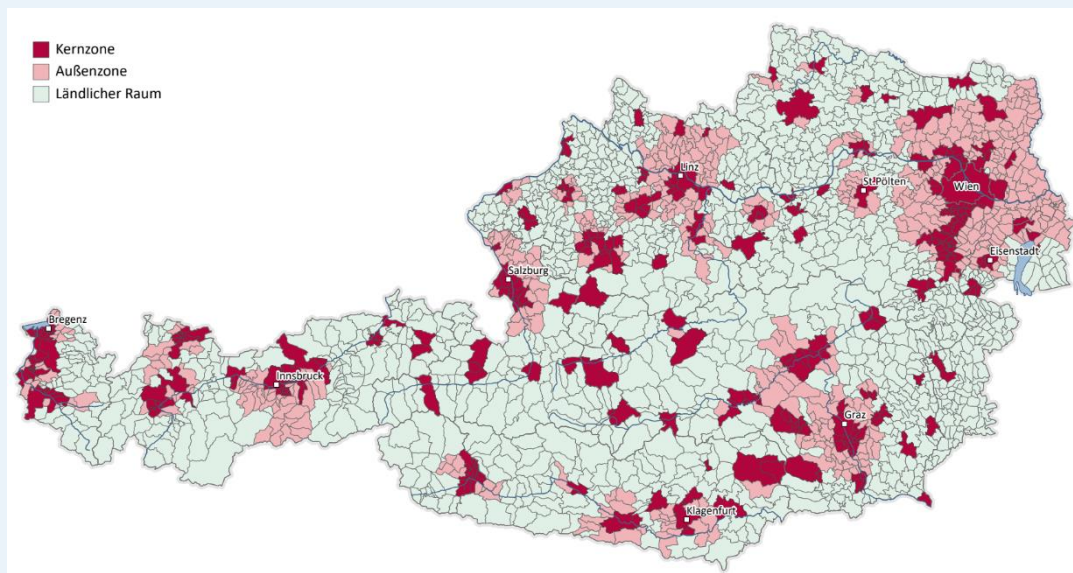 Kernzone
Außenzone
Ländlicher Raum
Linz
St.Pölten
Wien
Eisenstadt
Salzburg
Bregenz
Innsbruck
Graz
Klagenfurt